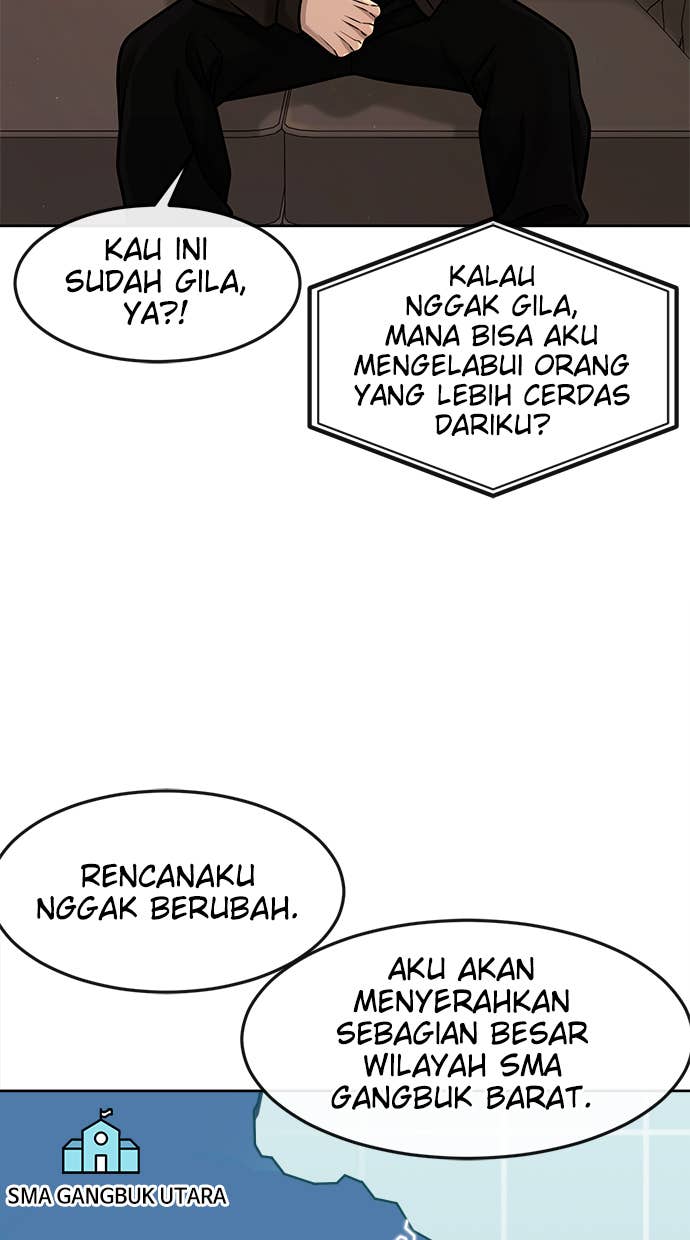 KAU INI
SUDAH GILA,
YA?!
KALAU
NGGAK GILA,
MANA BISA AKU
MENGELABUI ORANG
YANG LEBIH CERDAS
DARIKU?
RENCANAKU
NGGAK BERUBAH.
AKU AKAN
MENYERAHKAN
SEBAGIAN BESAR
WILAYAH SMA
GANGBUK BARAT.
SMA GANGBUK UTARA